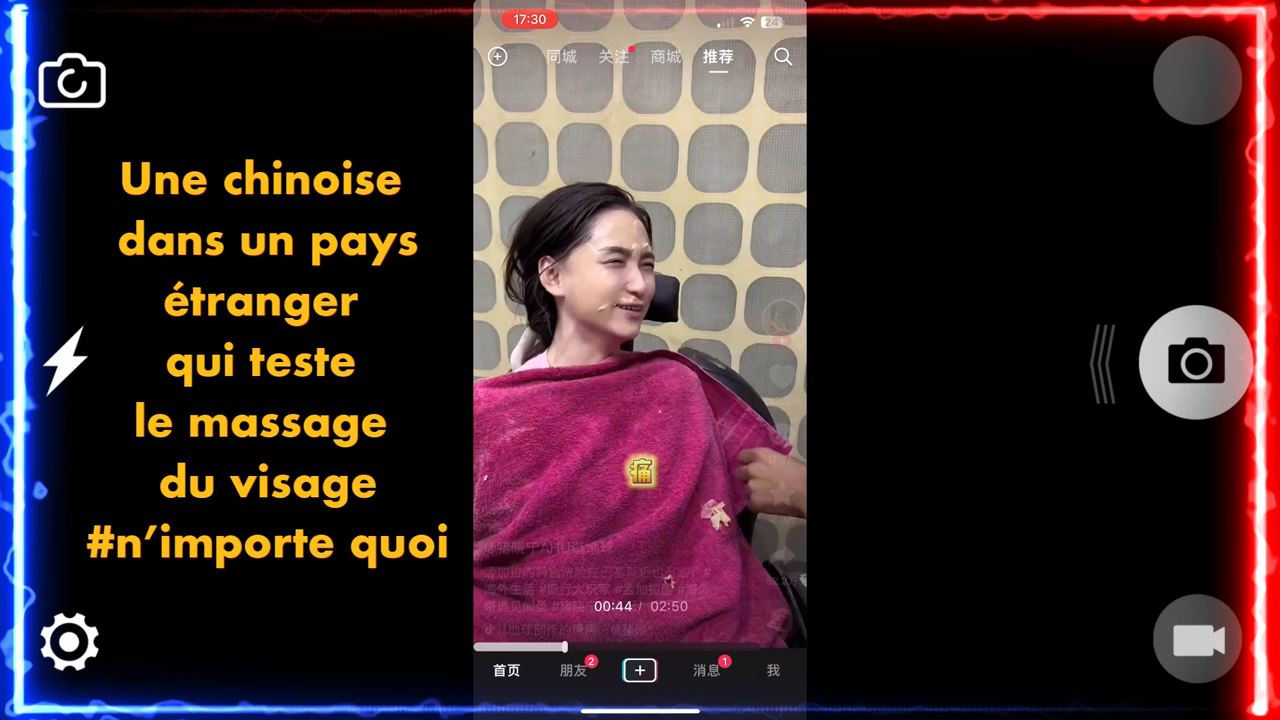 Une chinoise
dans un pays
étranger
qui teste
le massage
du visage
#n’importe quoi
17:30
24
同城 关注 商城 推荐
痛
00:44 / 02:50
首页 朋友 2 消息 1 我